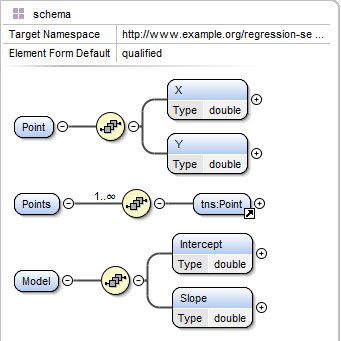 schema
Target Namespace http://www.example.org/regression-se ...
Element Form Default qualified
X
Type double
Point
Y
Type double
1..∞
Points tns:Point
Intercept
Type double
Model
Slope
Type double